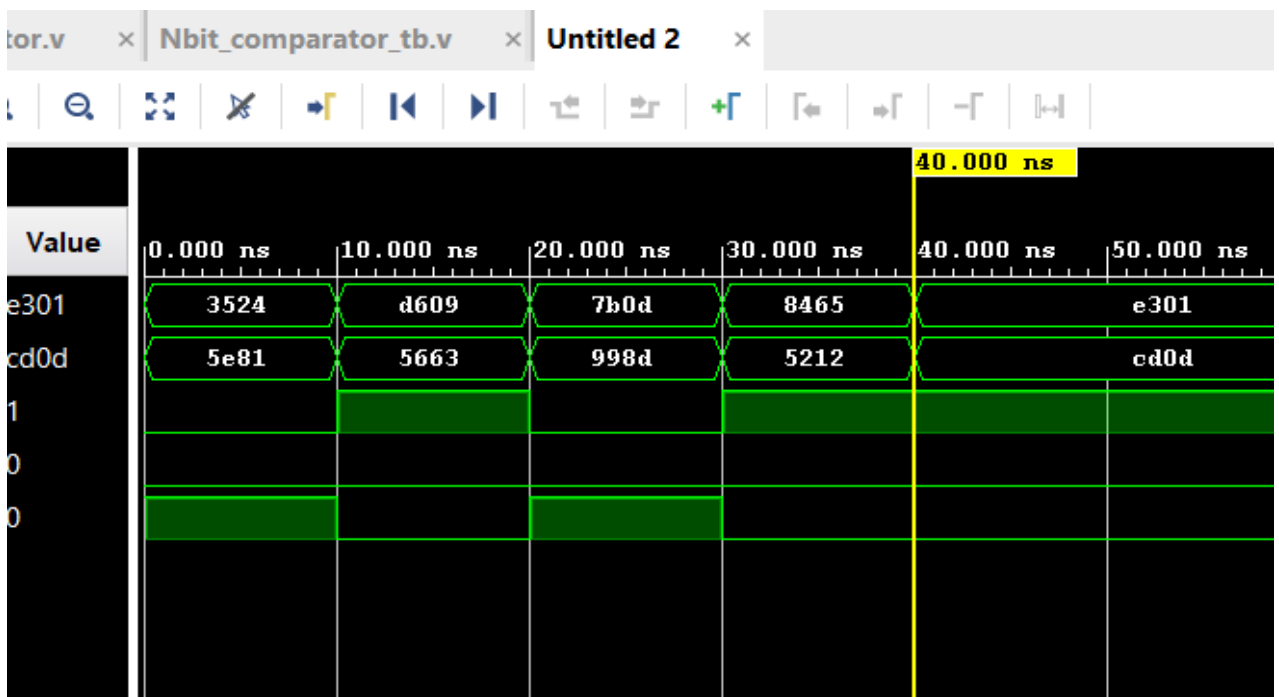 tor.v × Nbit_comparator_tb.v × Untitled 2 ×
40.000 ns
Value 0.000 ns 10.000 ns 20.000 ns 30.000 ns 40.000 ns 50.000 ns
e301 3524 d609 7b0d 8465 e301
cd0d 5e81 5663 998d 5212 cd0d
1
0
0